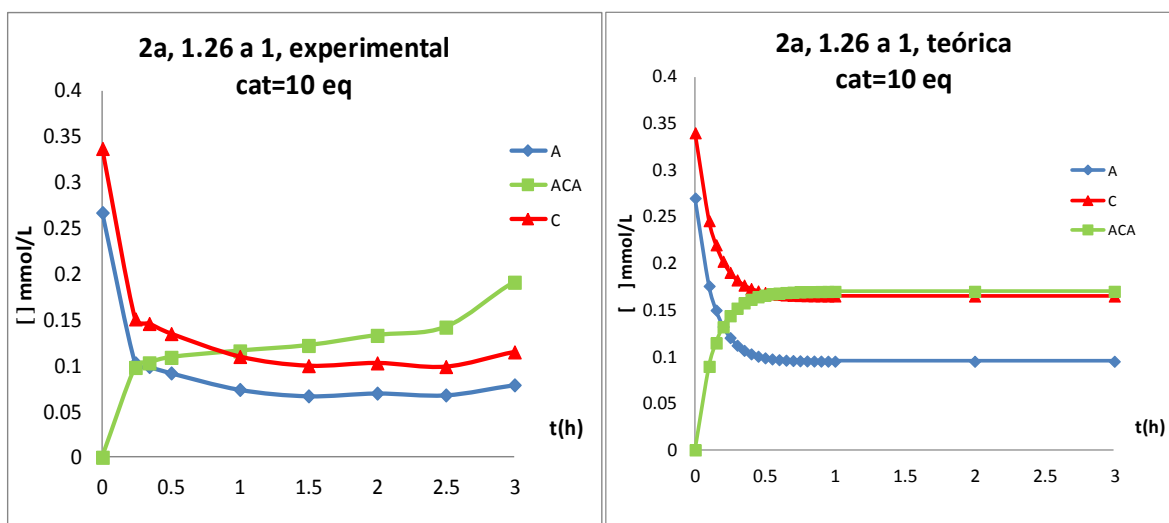 2a, 1.26 a 1, experimental
cat=10 eq
0.4
0.35
0.3
0.25
0.2
0.15
0.1
0.05
0
[ ] mmol/L
A
ACA
C
t(h)
0 0.5 1 1.5 2 2.5 3
2a, 1.26 a 1, teórica
cat=10 eq
0.4
0.35
0.3
0.25
0.2
0.15
0.1
0.05
0
[ ]mmol/L
A
C
ACA
t(h)
0 0.5 1 1.5 2 2.5 3